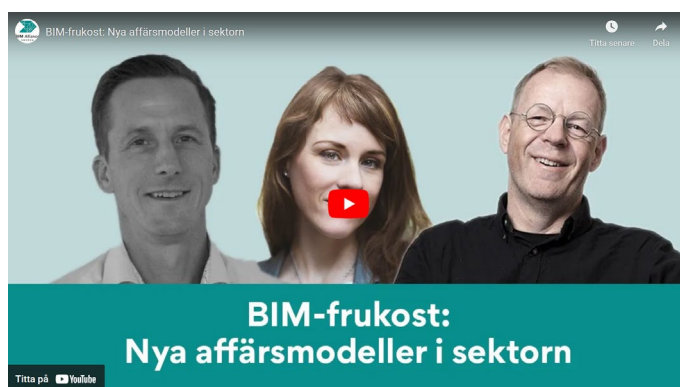 BIM-frukost: Nya affärsmodeller i sektorn
Titta senare
Dela
BIM-frukost:
Nya affärsmodeller i sektorn
Titta på YouTube